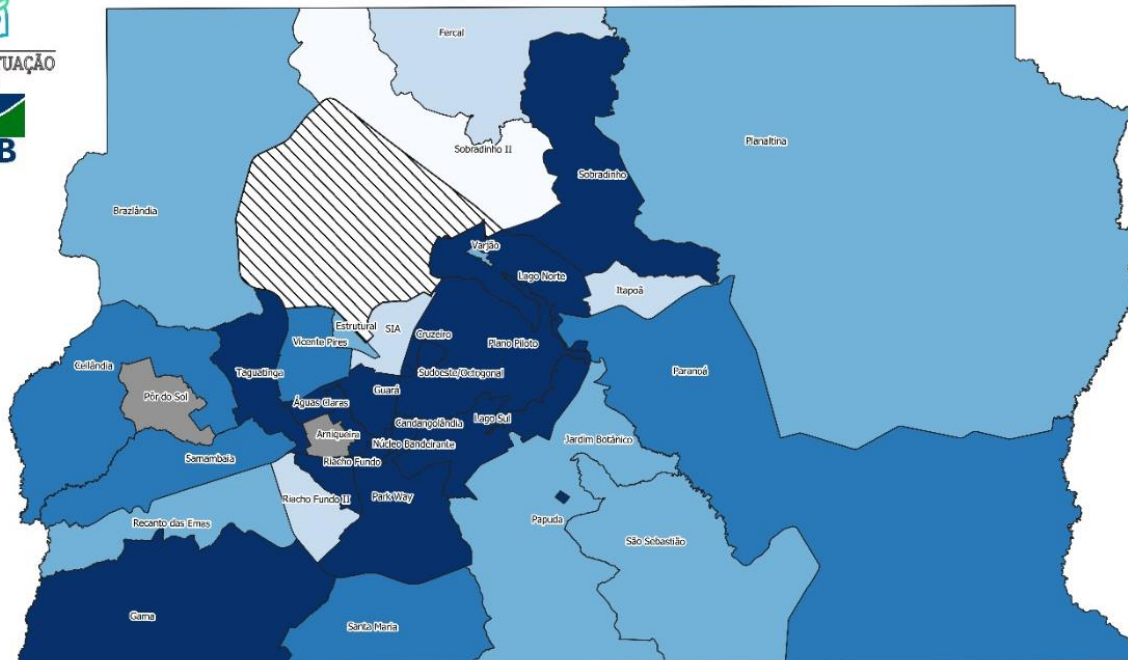 Fercal
UAÇÃO
B
Planaltina
Sobradinho II
Sobradinho
Brazlândia
Varjão
Lago Norte
Itapoã
Estrutural
SIA
Cruzeiro
Vicente Pires
Plano Piloto
Ceilândia
Taguatinga
Sudoeste/Octogonal
Paranoá
Pôr do Sol
Guará
Águas Claras
Candangolândia
Lago Sul
Arniqueira
Núcleo Bandeirante
Jardim Botânico
Samambaia
Riacho Fundo
Riacho Fundo II
Park Way
Recanto das Emas
Papuda
São Sebastião
Gama
Santa Maria